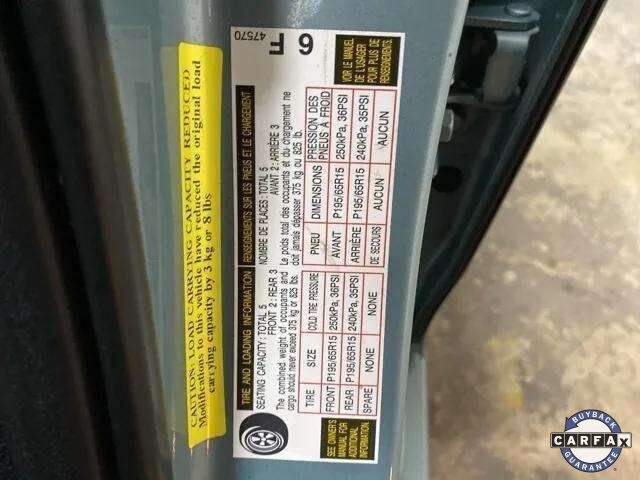 CAUTION: LOAD CARRYING CAPACITY REDUCED
Modifications to this vehicle have reduced the original load
carrying capacity by 3 kg or 8 lbs
TIRE AND LOADING INFORMATION
SEATING CAPACITY: TOTAL 5
FRONT 2: REAR 3
The combined weight of occupants and
cargo should never exceed 375 kg or 825 lbs.
TIRE SIZE COLD TIRE PRESSURE
FRONT P195/65R15 250kPa, 36PSI
REAR P195/65R15 240kPa, 35PSI
SPARE NONE NONE
SEE OWNER'S
MANUAL FOR
ADDITIONAL
INFORMATION
RENSEIGNEMENTS SUR LES PNEUS ET LE CHARGEMENT
NOMBRE DE PLACES: TOTAL 5
AVANT 2: ARRIÈRE 3
Le poids total des occupants et du chargement ne
doit jamais dépasser 375 kg ou 825 lb.
PNEU DIMENSIONS PRESSION DES
PNEUS À FROID
AVANT P195/65R15 250kPa, 36PSI
ARRIÈRE P195/65R15 240kPa, 35PSI
DE SECOURS AUCUN AUCUN
VOIR LE MANUEL
DE L'USAGER
POUR PLUS DE
RENSEIGNEMENTS.
47570
F 6
BUYBACK
CARFAX
GUARANTEE